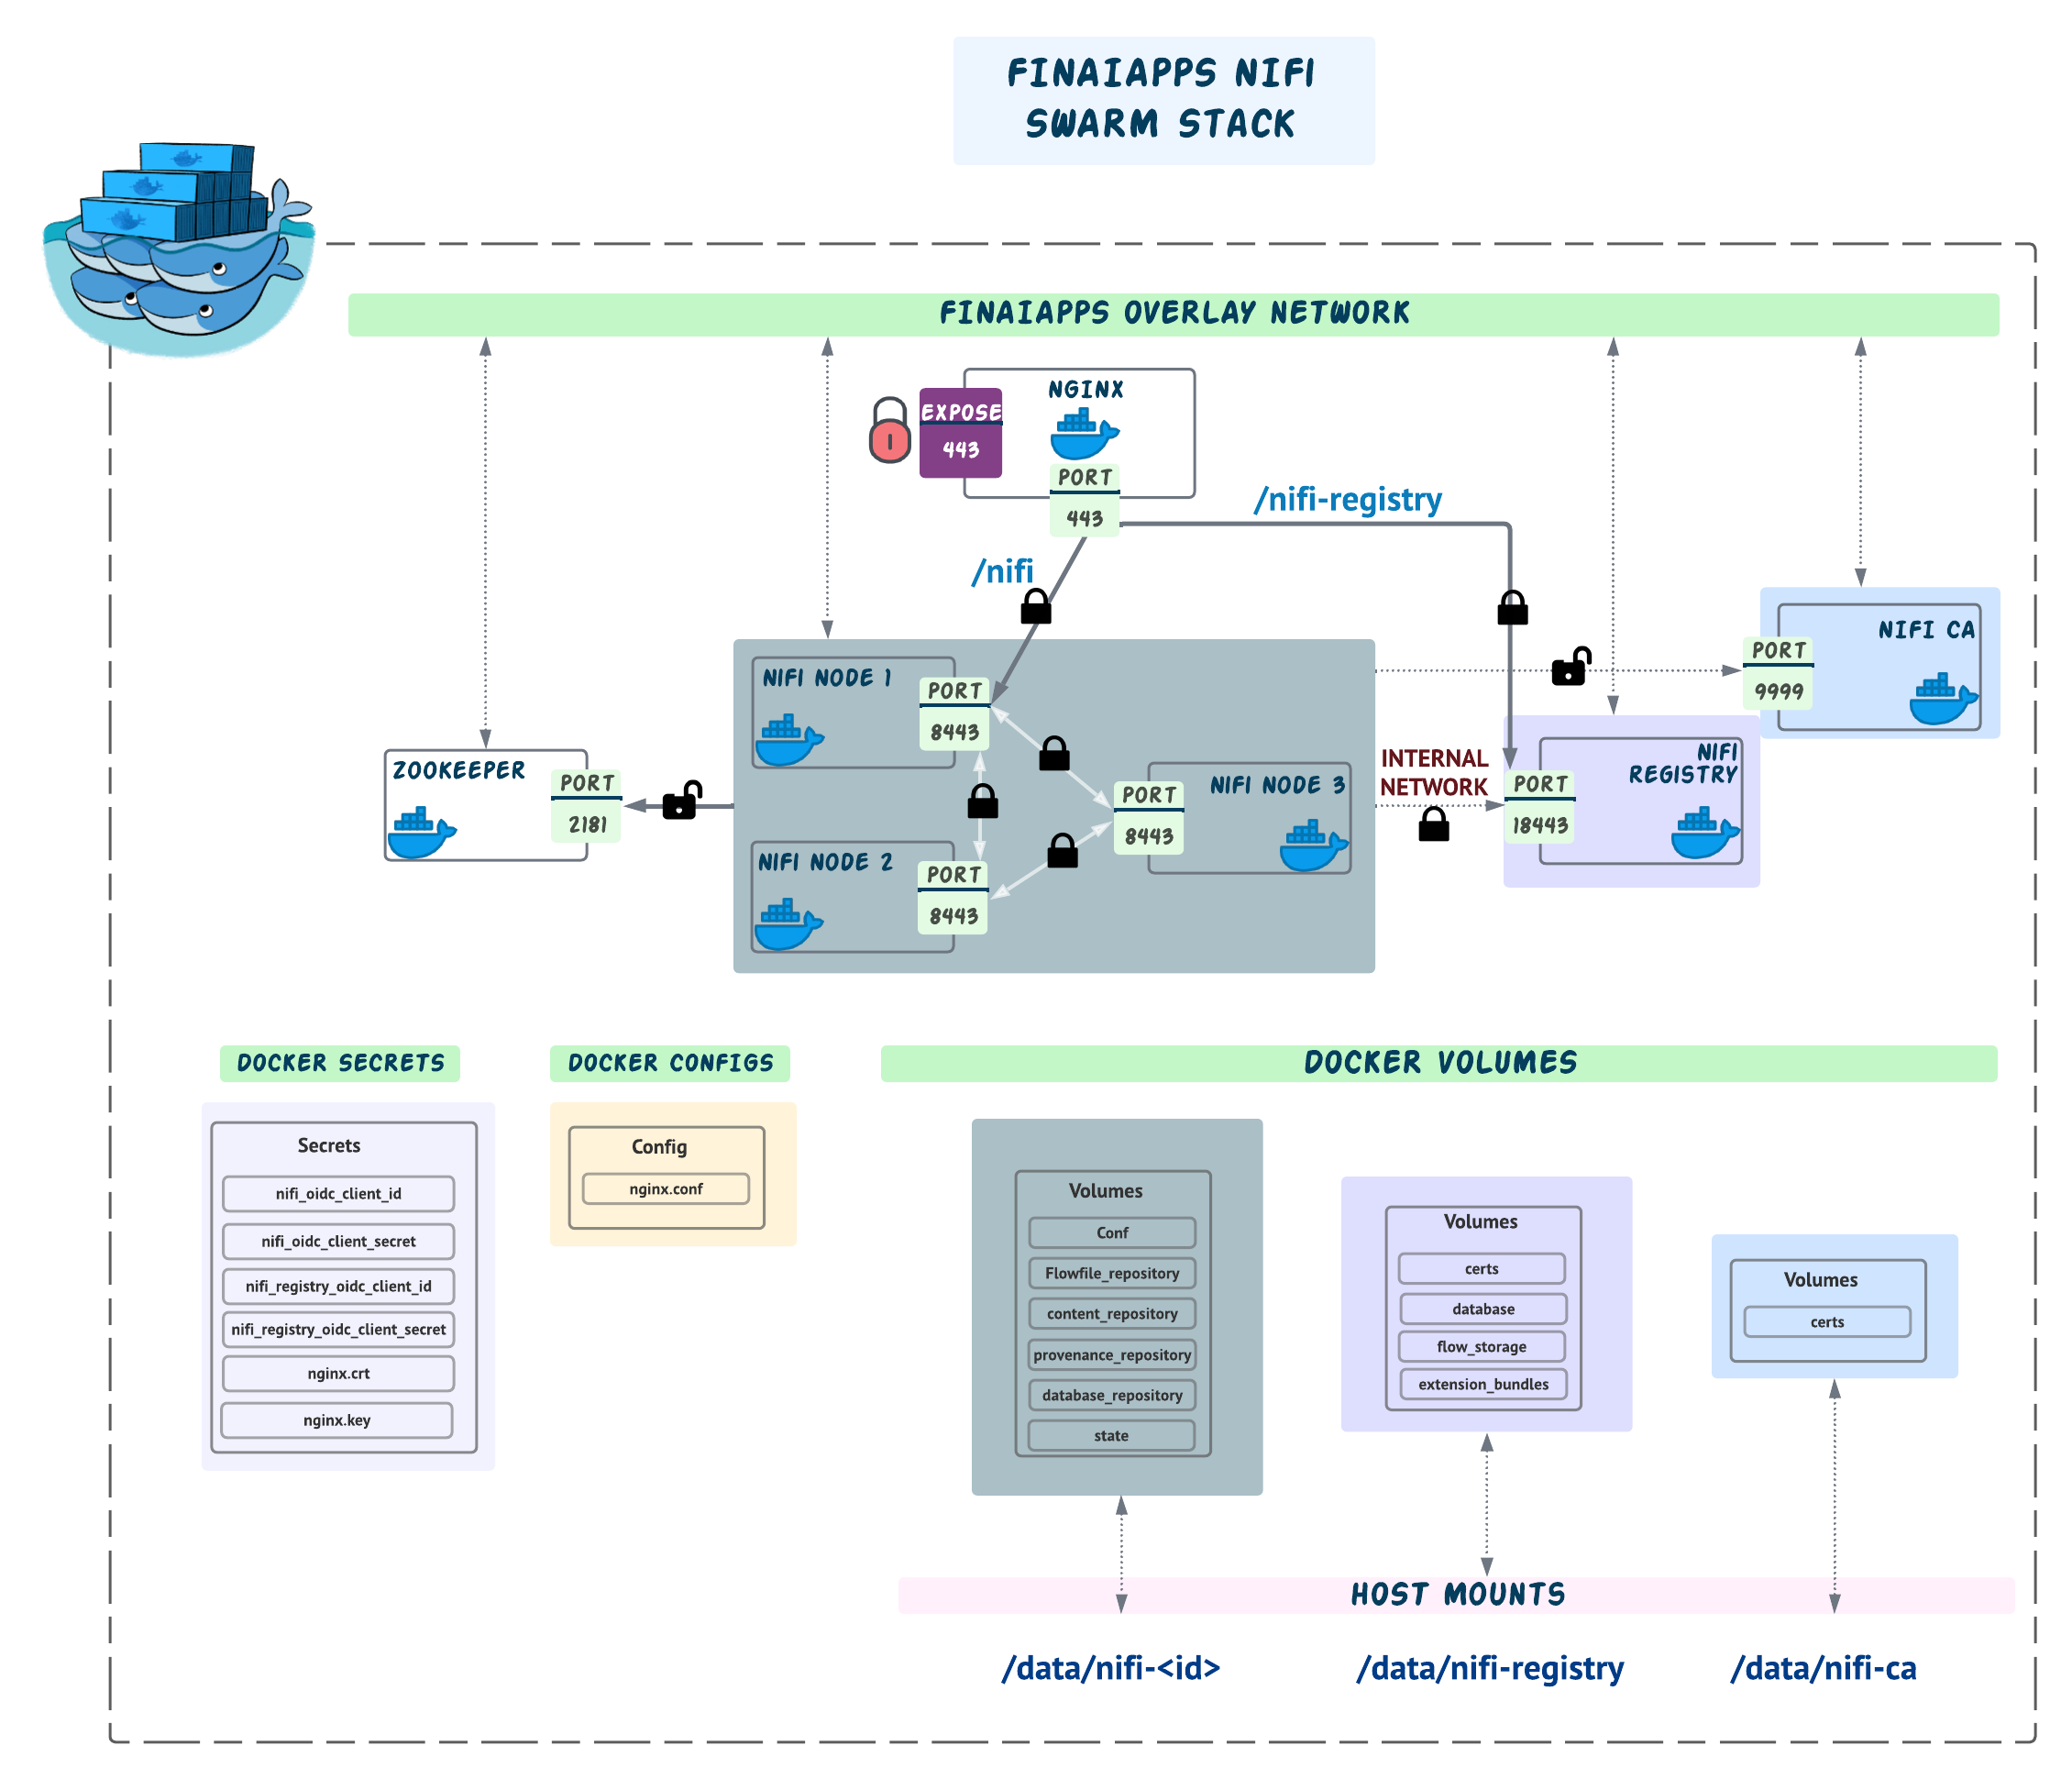 FINAIAPPS NIFI
SWARM STACK
FINAIAPPS OVERLAY NETWORK
NGINX
EXPOSE
443
PORT
443
/nifi-registry
/nifi
NIFI CA
PORT
9999
NIFI NODE 1
PORT
8443
ZOOKEEPER
PORT
2181
NIFI NODE 3
PORT
8443
INTERNAL
NETWORK
NIFI
REGISTRY
PORT
18443
NIFI NODE 2
PORT
8443
DOCKER SECRETS
DOCKER CONFIGS
DOCKER VOLUMES
Secrets
nifi_oidc_client_id
nifi_oidc_client_secret
nifi_registry_oidc_client_id
nifi_registry_oidc_client_secret
nginx.crt
nginx.key
Config
nginx.conf
Volumes
Conf
Flowfile_repository
content_repository
provenance_repository
database_repository
state
Volumes
certs
database
flow_storage
extension_bundles
Volumes
certs
HOST MOUNTS
/data/nifi-<id>
/data/nifi-registry
/data/nifi-ca